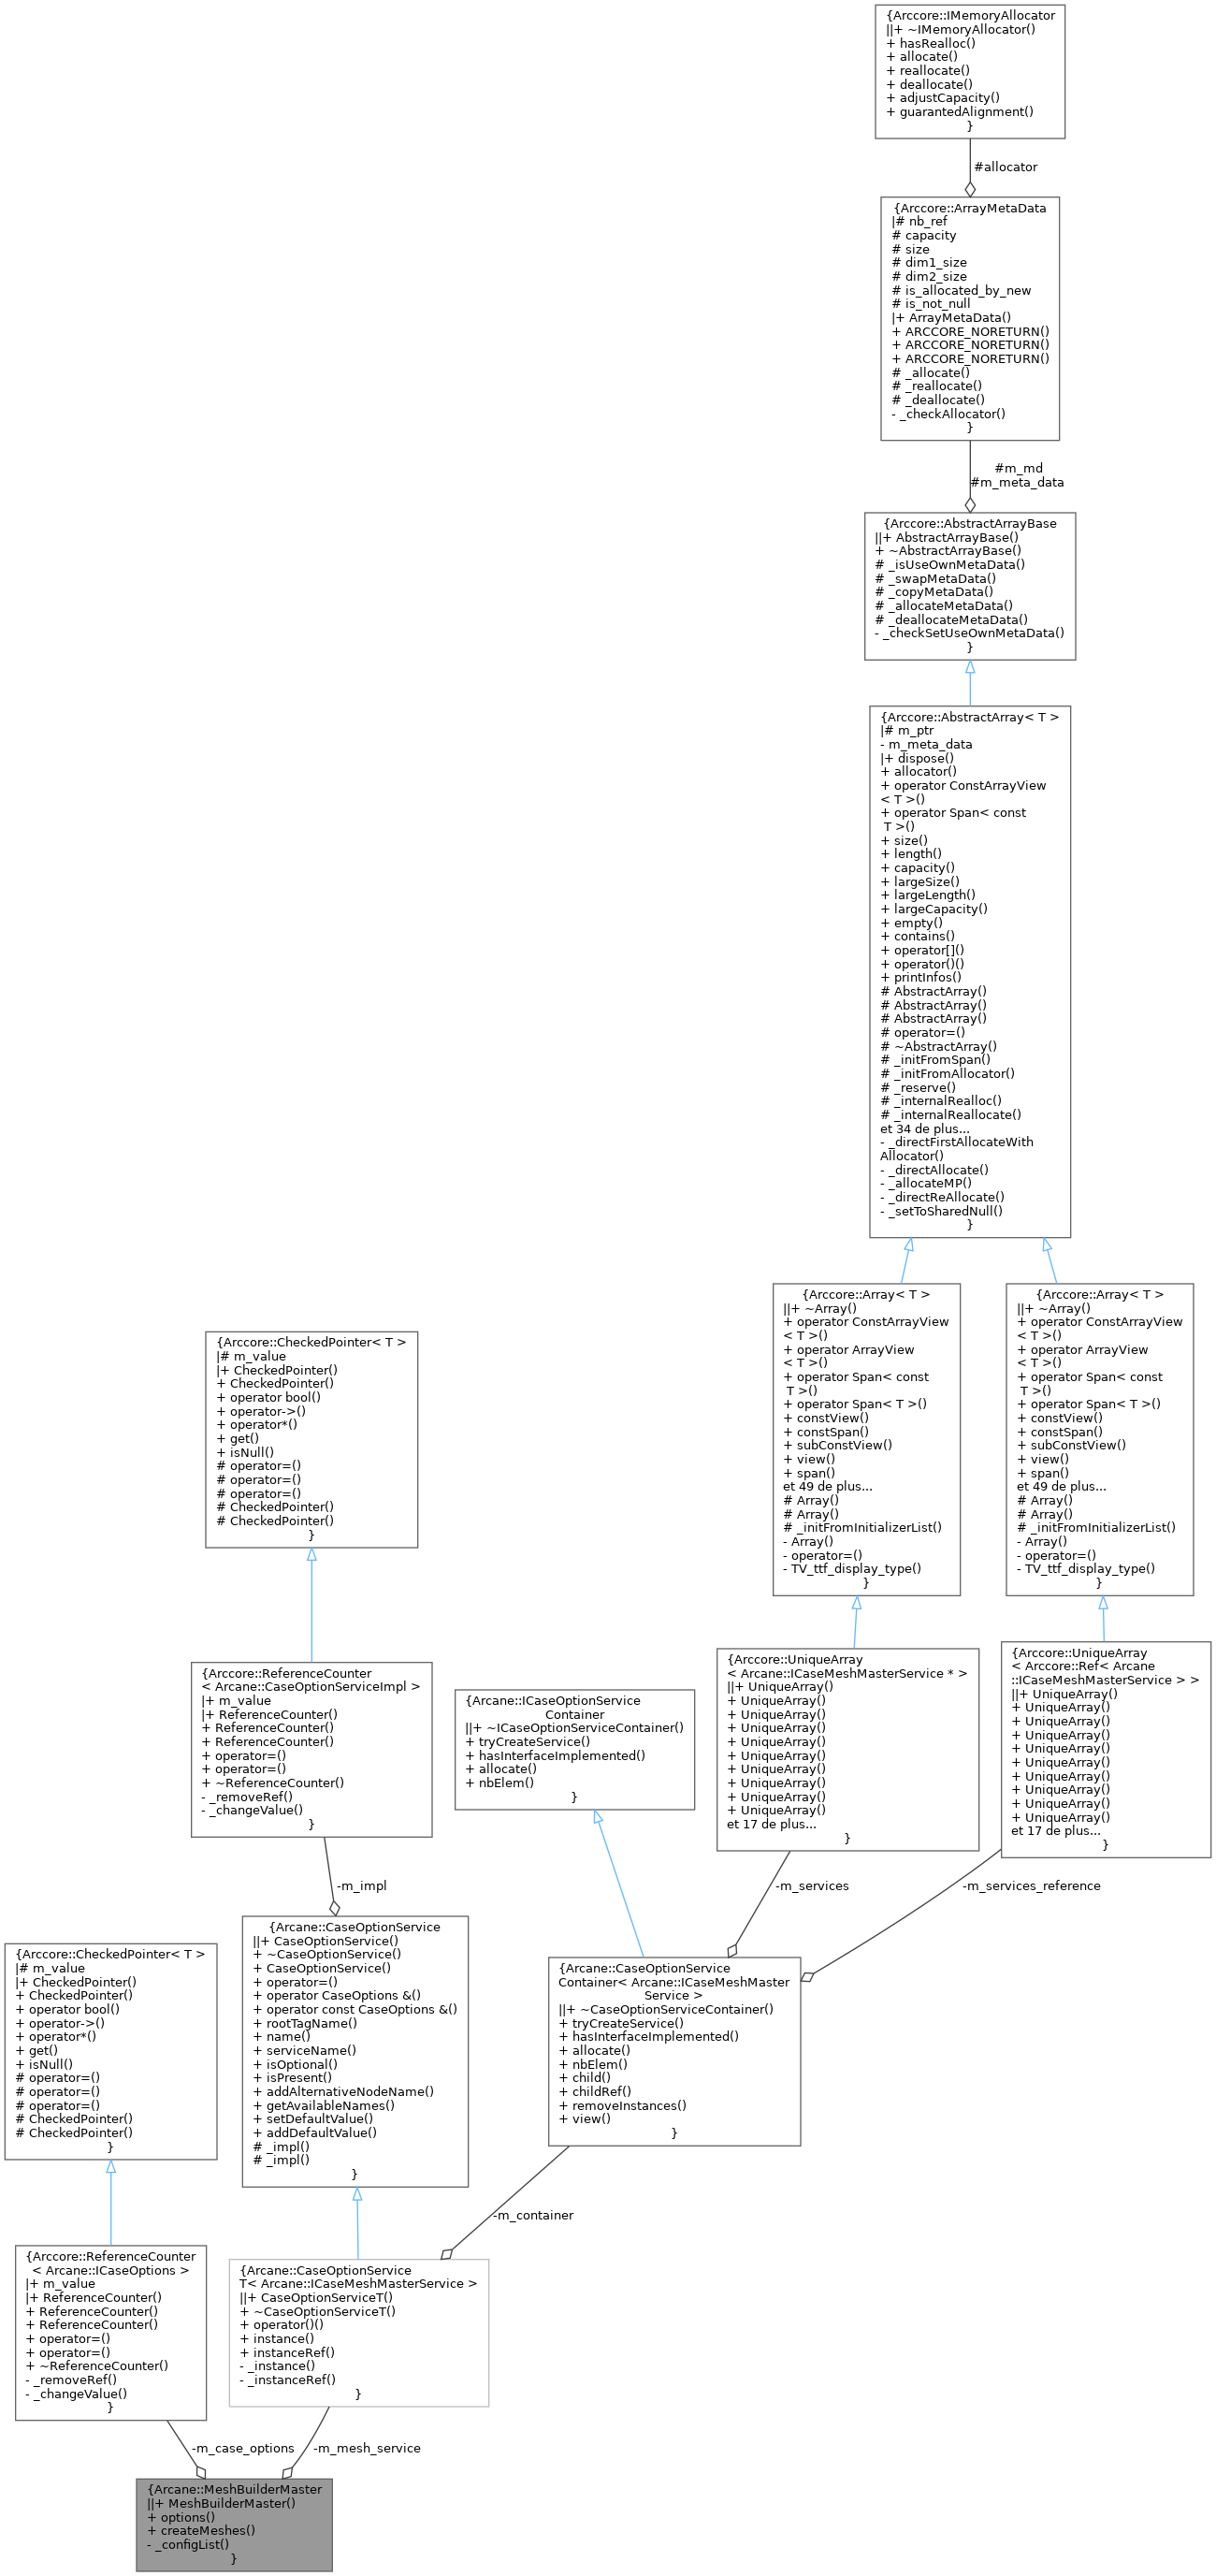 {Arccore::IMemoryAllocator
||+ ~IMemoryAllocator()
+ hasRealloc()
+ allocate()
+ reallocate()
+ deallocate()
+ adjustCapacity()
+ guarantedAlignment()
}
#allocator
{Arccore::ArrayMetaData
|# nb_ref
# capacity
# size
# dim1_size
# dim2_size
# is_allocated_by_new
# is_not_null
|+ ArrayMetaData()
+ ARCCORE_NORETURN()
+ ARCCORE_NORETURN()
+ ARCCORE_NORETURN()
# _allocate()
# _reallocate()
# _deallocate()
- _checkAllocator()
}
#m_md
#m_meta_data
{Arccore::AbstractArrayBase
||+ AbstractArrayBase()
+ ~AbstractArrayBase()
# _isUseOwnMetaData()
# _swapMetaData()
# _copyMetaData()
# _allocateMetaData()
# _deallocateMetaData()
- _checkSetUseOwnMetaData()
}
{Arccore::AbstractArray< T >
|# m_ptr
- m_meta_data
|+ dispose()
+ allocator()
+ operator ConstArrayView
< T >()
+ operator Span< const
T >()
+ size()
+ length()
+ capacity()
+ largeSize()
+ largeLength()
+ largeCapacity()
+ empty()
+ contains()
+ operator[]()
+ operator()()
+ printInfos()
# AbstractArray()
# AbstractArray()
# AbstractArray()
# operator=()
# ~AbstractArray()
# _initFromSpan()
# _initFromAllocator()
# _reserve()
# _internalRealloc()
# _internalReallocate()
et 34 de plus...
- _directFirstAllocateWith
Allocator()
- _directAllocate()
- _allocateMP()
- _directReAllocate()
- _setToSharedNull()
}
{Arccore::Array< T >
||+ ~Array()
+ operator ConstArrayView
< T >()
+ operator ArrayView
< T >()
+ operator Span< const
T >()
+ operator Span< T >()
+ constView()
+ constSpan()
+ subConstView()
+ view()
+ span()
et 49 de plus...
# Array()
# Array()
# _initFromInitializerList()
- Array()
- operator=()
- TV_ttf_display_type()
}
{Arccore::Array< T >
||+ ~Array()
+ operator ConstArrayView
< T >()
+ operator ArrayView
< T >()
+ operator Span< const
T >()
+ operator Span< T >()
+ constView()
+ constSpan()
+ subConstView()
+ view()
+ span()
et 49 de plus...
# Array()
# Array()
# _initFromInitializerList()
- Array()
- operator=()
- TV_ttf_display_type()
}
{Arccore::CheckedPointer< T >
|# m_value
|+ CheckedPointer()
+ CheckedPointer()
+ operator bool()
+ operator->()
+ operator*()
+ get()
+ isNull()
# operator=()
# operator=()
# operator=()
# CheckedPointer()
# CheckedPointer()
}
{Arccore::ReferenceCounter
< Arcane::CaseOptionServiceImpl >
|+ m_value
|+ ReferenceCounter()
+ ReferenceCounter()
+ ReferenceCounter()
+ operator=()
+ operator=()
+ ~ReferenceCounter()
- _removeRef()
- _changeValue()
}
{Arcane::ICaseOptionService
Container
||+ ~ICaseOptionServiceContainer()
+ tryCreateService()
+ hasInterfaceImplemented()
+ allocate()
+ nbElem()
}
{Arccore::UniqueArray
< Arcane::ICaseMeshMasterService * >
||+ UniqueArray()
+ UniqueArray()
+ UniqueArray()
+ UniqueArray()
+ UniqueArray()
+ UniqueArray()
+ UniqueArray()
+ UniqueArray()
+ UniqueArray()
+ UniqueArray()
et 17 de plus...
}
{Arccore::UniqueArray
< Arccore::Ref< Arcane
::ICaseMeshMasterService > >
||+ UniqueArray()
+ UniqueArray()
+ UniqueArray()
+ UniqueArray()
+ UniqueArray()
+ UniqueArray()
+ UniqueArray()
+ UniqueArray()
+ UniqueArray()
+ UniqueArray()
et 17 de plus...
}
-m_impl
-m_services
-m_services_reference
{Arccore::CheckedPointer< T >
|# m_value
|+ CheckedPointer()
+ CheckedPointer()
+ operator bool()
+ operator->()
+ operator*()
+ get()
+ isNull()
# operator=()
# operator=()
# operator=()
# CheckedPointer()
# CheckedPointer()
}
{Arcane::CaseOptionService
||+ CaseOptionService()
+ ~CaseOptionService()
+ CaseOptionService()
+ operator=()
+ operator CaseOptions &()
+ operator const CaseOptions &()
+ rootTagName()
+ name()
+ serviceName()
+ isOptional()
+ isPresent()
+ addAlternativeNodeName()
+ getAvailableNames()
+ setDefaultValue()
+ addDefaultValue()
# _impl()
# _impl()
}
{Arcane::CaseOptionService
Container< Arcane::ICaseMeshMaster
Service >
||+ ~CaseOptionServiceContainer()
+ tryCreateService()
+ hasInterfaceImplemented()
+ allocate()
+ nbElem()
+ child()
+ childRef()
+ removeInstances()
+ view()
}
-m_container
{Arccore::ReferenceCounter
< Arcane::ICaseOptions >
|+ m_value
|+ ReferenceCounter()
+ ReferenceCounter()
+ ReferenceCounter()
+ operator=()
+ operator=()
+ ~ReferenceCounter()
- _removeRef()
- _changeValue()
}
{Arcane::CaseOptionService
T< Arcane::ICaseMeshMasterService >
||+ CaseOptionServiceT()
+ ~CaseOptionServiceT()
+ operator()()
+ instance()
+ instanceRef()
- _instance()
- _instanceRef()
}
-m_case_options
-m_mesh_service
{Arcane::MeshBuilderMaster
||+ MeshBuilderMaster()
+ options()
+ createMeshes()
- _configList()
}